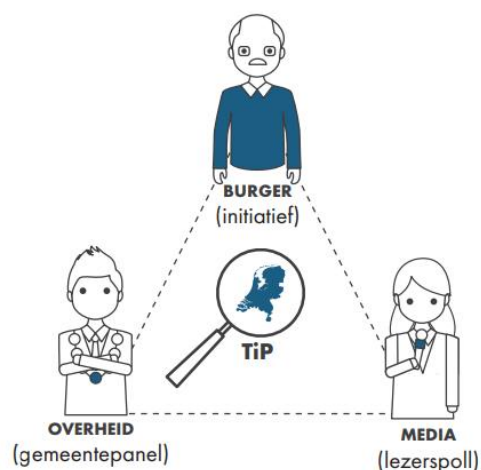 BURGER
(initiatief)
TiP
OVERHEID
(gemeentepanel)
MEDIA
(lezerspoll)